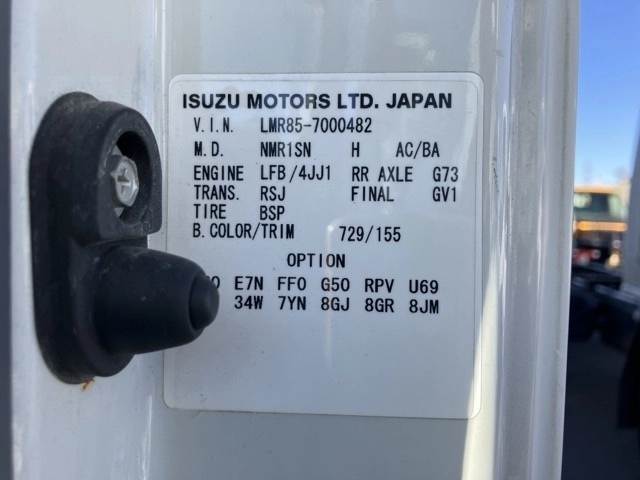 ISUZU MOTORS LTD. JAPAN
V.I.N. LMR85-7000482
M.D. NMR1SN H AC/BA
ENGINE LFB/4JJ1 RR AXLE G73
TRANS. RSJ FINAL GV1
TIRE BSP
B.COLOR/TRIM 729/155
OPTION
E7N FF0 G50 RPV U69
34W 7YN 8GJ 8GR 8JM